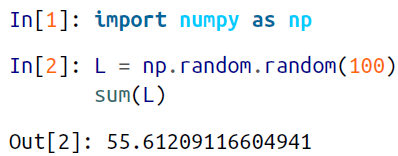 In[1]: import numpy as np
In[2]: L = np.random.random(100)
sum(L)
Out[2]: 55.61209116604941